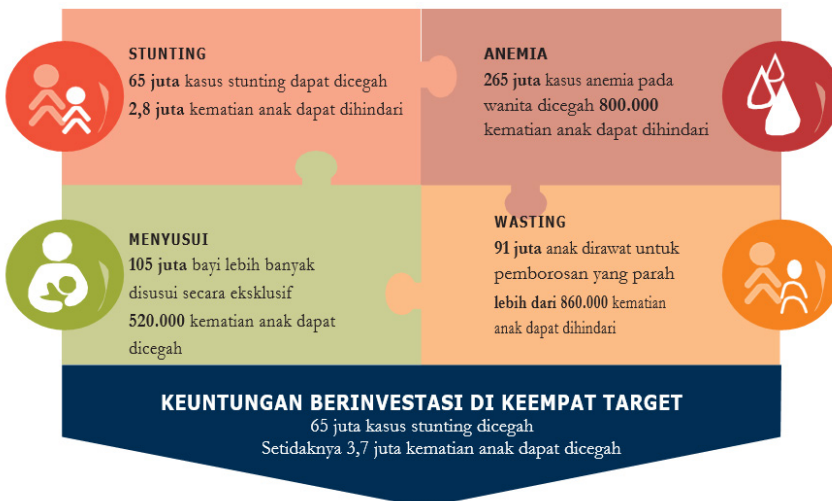 STUNTING
65 juta kasus stunting dapat dicegah
2,8 juta kematian anak dapat dihindari
ANEMIA
265 juta kasus anemia pada
wanita dicegah 800.000
kematian anak dapat dihindari
MENYUSUI
105 juta bayi lebih banyak
disusui secara eksklusif
520.000 kematian anak dapat
dicegah
WASTING
91 juta anak dirawat untuk
pemborosan yang parah
lebih dari 860.000 kematian
anak dapat dihindari
KEUNTUNGAN BERINVESTASI DI KEEMPAT TARGET
65 juta kasus stunting dicegah
Setidaknya 3,7 juta kematian anak dapat dicegah